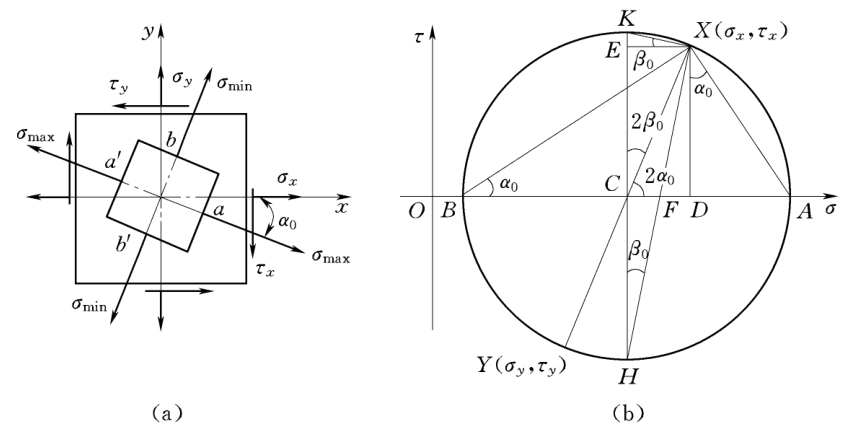 y
τy
σy
σmin
σmax
b
a′
σx
x
a
α0
b′
τx
σmax
σmin
(a)
τ
K
X(σx,τx)
E
β0
α0
2β0
α0
C
2α0
O
B
F
D
A
σ
β0
Y(σy,τy)
H
(b)